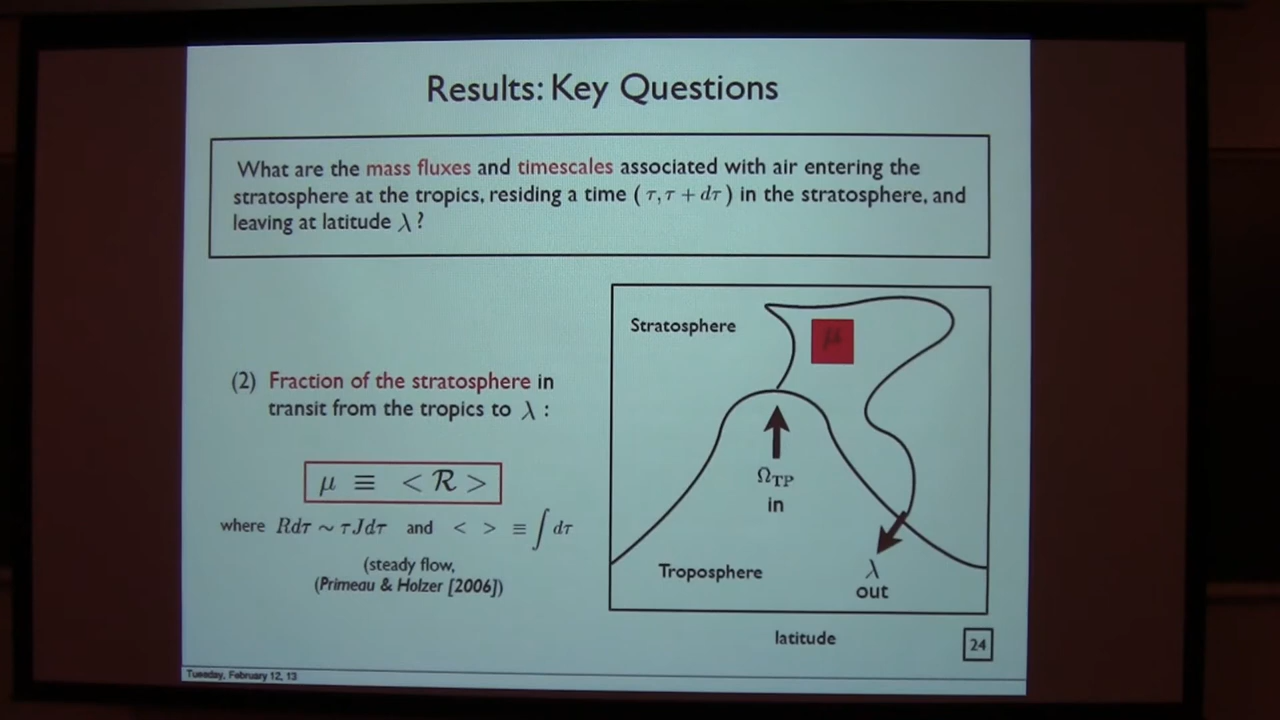 Results: Key Questions
What are the mass fluxes and timescales associated with air entering the
stratosphere at the tropics, residing a time ( τ, τ + dτ ) in the stratosphere, and
leaving at latitude λ ?
Stratosphere
μ
(2) Fraction of the stratosphere in
transit from the tropics to λ :
μ ≡ < R >
where Rdτ ~ τJdτ and < > ≡ ∫ dτ
(steady flow,
(Primeau & Holzer [2006])
Ω_TP
in
Troposphere
λ
out
latitude
24
Tuesday, February 12, 13